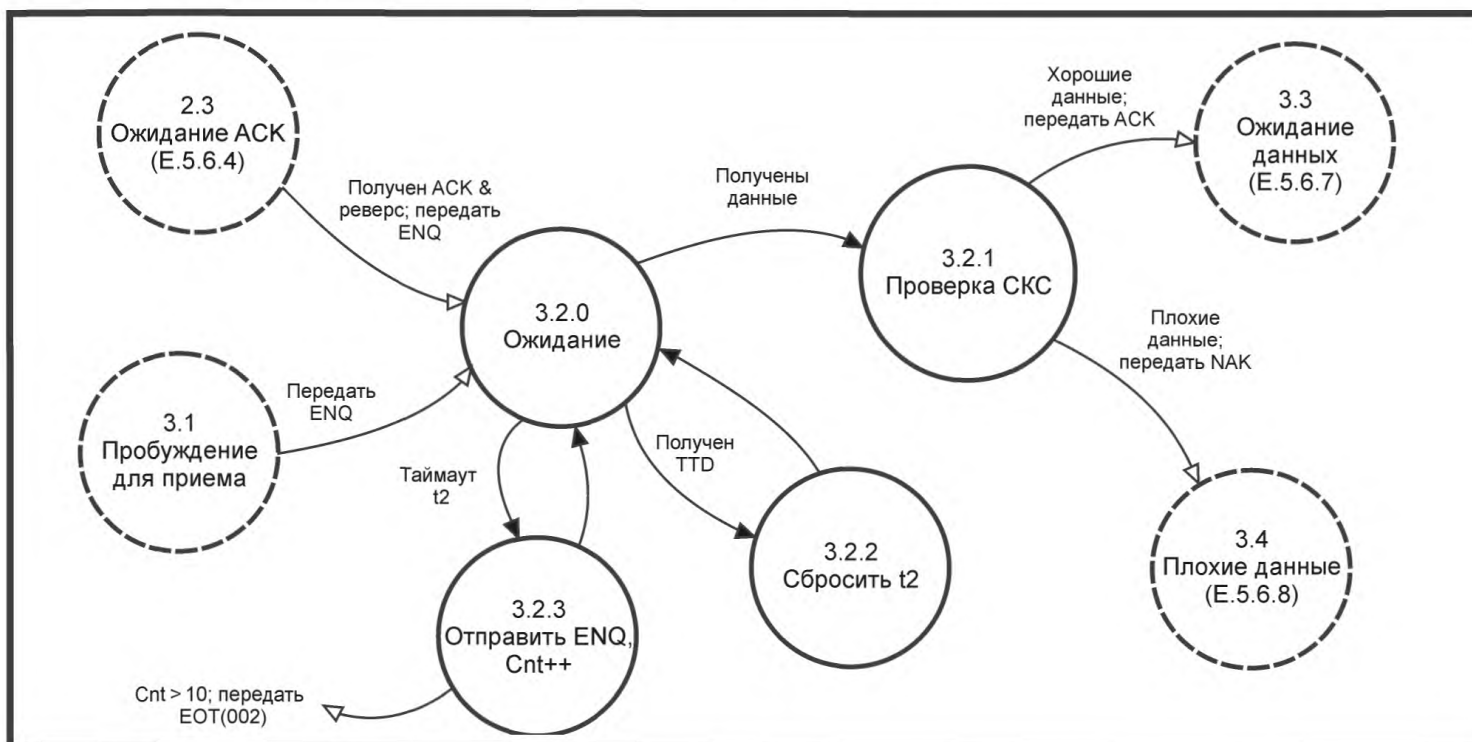 2.3
Ожидание ACK
(E.5.6.4)
Получен ACK &
реверс; передать
ENQ
3.1
Пробуждение
для приема
Передать
ENQ
3.2.0
Ожидание
Получены
данные
3.2.1
Проверка СКС
Хорошие
данные;
передать ACK
3.3
Ожидание
данных
(E.5.6.7)
Плохие
данные;
передать NAK
3.4
Плохие данные
(E.5.6.8)
Получен
TTD
3.2.2
Сбросить t2
Таймаут
t2
3.2.3
Отправить ENQ,
Cnt++
Cnt > 10; передать
EOT(002)